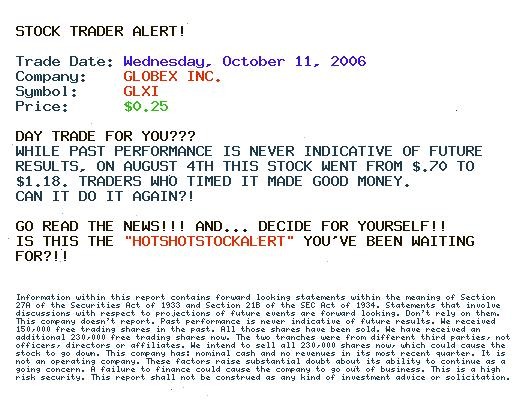 STOCK TRADER ALERT!
Trade Date: Wednesday, October 11, 2006
Company: GLOBEX INC.
Symbol: GLXI
Price: $0.25
DAY TRADE FOR YOU???
WHILE PAST PERFORMANCE IS NEVER INDICATIVE OF FUTURE
RESULTS, ON AUGUST 4TH THIS STOCK WENT FROM $.70 TO
$1.18. TRADERS WHO TIMED IT MADE GOOD MONEY.
CAN IT DO IT AGAIN?!
GO READ THE NEWS!!! AND... DECIDE FOR YOURSELF!!
IS THIS THE "HOTSHOTSTOCKALERT" YOU'VE BEEN WAITING
FOR?!!
Information within this report contains forward looking statements within the meaning of Section
27A of the Securities Act of 1933 and Section 21B of the SEC Act of 1934. Statements that involve
discussions with respect to projections of future events are forward looking. Don't rely on them.
This company doesn't report. Past performance is never indicative of future results. We received
150,000 free trading shares in the past. All those shares have been sold. We have received an
additional 230,000 free trading shares now. The two tranches were from different third parties, not
officers, directors or affiliates. We intend to sell all 230,000 shares now, which could cause the
stock to go down. This company has: nominal cash and no revenues in its most recent quarter. It is
not an operating company. These factors raise substantial doubt about its ability to continue as a
going concern. A failure to finance could cause the company to go out of business. This is a high
risk security. This report shall not be construed as any kind of investment advice or solicitation.